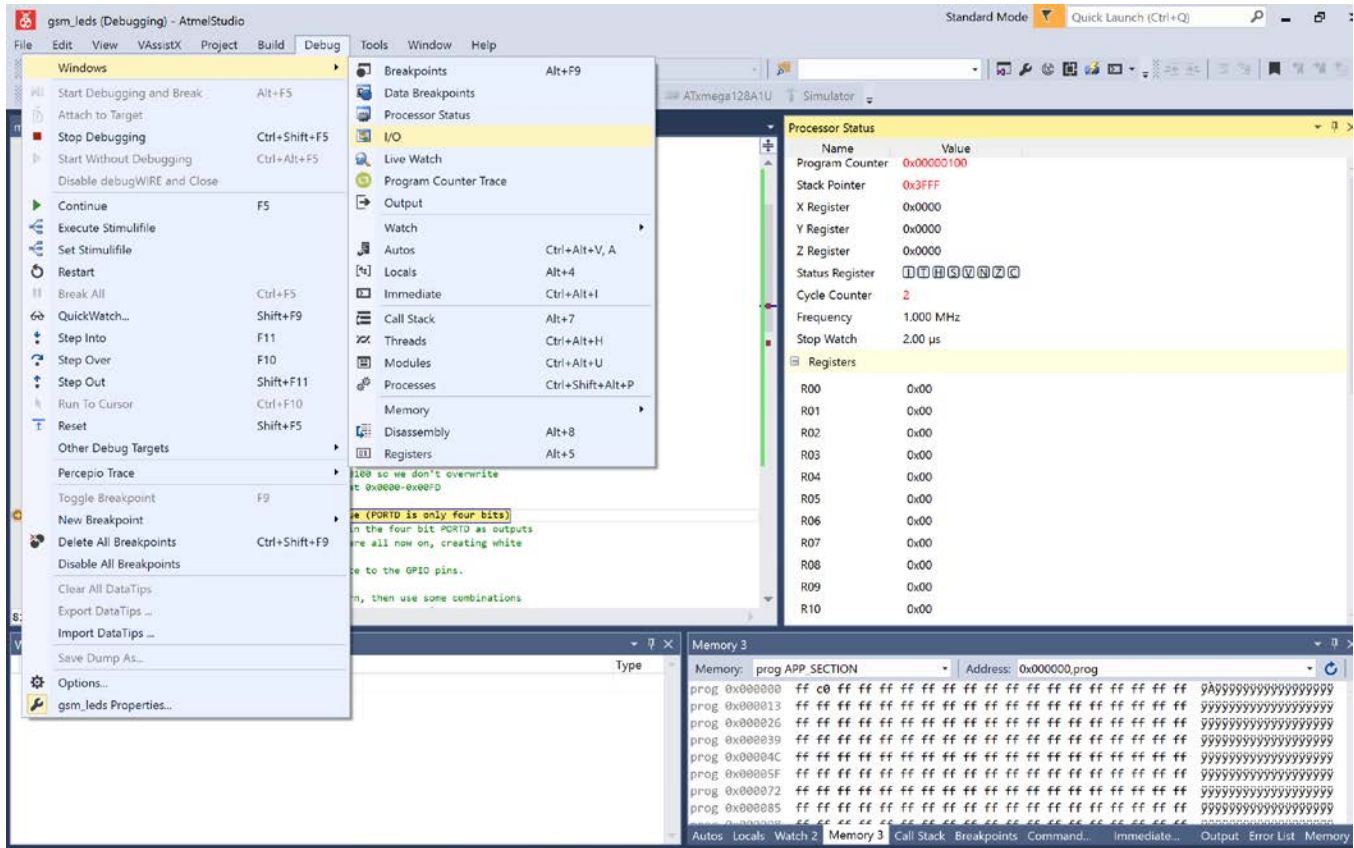 gsm_leds (Debugging) - AtmelStudio
Standard Mode
Quick Launch (Ctrl+Q)
File Edit View VAssistX Project Build Debug Tools Window Help
Windows
Start Debugging and Break Alt+F5
Attach to Target
Stop Debugging Ctrl+Shift+F5
Start Without Debugging Ctrl+Alt+F5
Disable debugWIRE and Close
Continue F5
Execute Stimulifile
Set Stimulifile
Restart
Break All Ctrl+F5
QuickWatch... Shift+F9
Step Into F11
Step Over F10
Step Out Shift+F11
Run To Cursor Ctrl+F10
Reset Shift+F5
Other Debug Targets
Percepio Trace
Toggle Breakpoint F9
New Breakpoint
Delete All Breakpoints Ctrl+Shift+F9
Disable All Breakpoints
Clear All DataTips
Export DataTips ...
Import DataTips ...
Save Dump As...
Options...
gsm_leds Properties...
Breakpoints Alt+F9
Data Breakpoints
Processor Status
I/O
Live Watch
Program Counter Trace
Output
Watch
Autos Ctrl+Alt+V, A
Locals Alt+4
Immediate Ctrl+Alt+I
Call Stack Alt+7
Threads Ctrl+Alt+H
Modules Ctrl+Alt+U
Processes Ctrl+Shift+Alt+P
Memory
Disassembly Alt+8
Registers Alt+5
ATxmega128A1U Simulator
so we don't overwrite
0x0000-0x00FD
(PORTD is only four bits)
in the four bit PORTD as outputs
all now on, creating white
to the GPIO pins.
then use some combinations
Processor Status
Name Value
Program Counter 0x00000100
Stack Pointer 0x3FFF
X Register 0x0000
Y Register 0x0000
Z Register 0x0000
Status Register I T H S V N Z C
Cycle Counter 2
Frequency 1.000 MHz
Stop Watch 2.00 µs
Registers
R00 0x00
R01 0x00
R02 0x00
R03 0x00
R04 0x00
R05 0x00
R06 0x00
R07 0x00
R08 0x00
R09 0x00
R10 0x00
Type
Memory 3
Memory: prog APP_SECTION Address: 0x000000,prog
prog 0x000000 ff c0 ff ff ff ff ff ff ff ff ff ff ff ff ff ff ff ff ff ÿÀÿÿÿÿÿÿÿÿÿÿÿÿÿÿÿÿÿ
prog 0x000013 ff ff ff ff ff ff ff ff ff ff ff ff ff ff ff ff ff ff ff ÿÿÿÿÿÿÿÿÿÿÿÿÿÿÿÿÿÿÿ
prog 0x000026 ff ff ff ff ff ff ff ff ff ff ff ff ff ff ff ff ff ff ff ÿÿÿÿÿÿÿÿÿÿÿÿÿÿÿÿÿÿÿ
prog 0x000039 ff ff ff ff ff ff ff ff ff ff ff ff ff ff ff ff ff ff ff ÿÿÿÿÿÿÿÿÿÿÿÿÿÿÿÿÿÿÿ
prog 0x00004C ff ff ff ff ff ff ff ff ff ff ff ff ff ff ff ff ff ff ff ÿÿÿÿÿÿÿÿÿÿÿÿÿÿÿÿÿÿÿ
prog 0x00005F ff ff ff ff ff ff ff ff ff ff ff ff ff ff ff ff ff ff ff ÿÿÿÿÿÿÿÿÿÿÿÿÿÿÿÿÿÿÿ
prog 0x000072 ff ff ff ff ff ff ff ff ff ff ff ff ff ff ff ff ff ff ff ÿÿÿÿÿÿÿÿÿÿÿÿÿÿÿÿÿÿÿ
prog 0x000085 ff ff ff ff ff ff ff ff ff ff ff ff ff ff ff ff ff ff ff ÿÿÿÿÿÿÿÿÿÿÿÿÿÿÿÿÿÿÿ
Autos Locals Watch 2 Memory 3 Call Stack Breakpoints Command... Immediate... Output Error List Memory